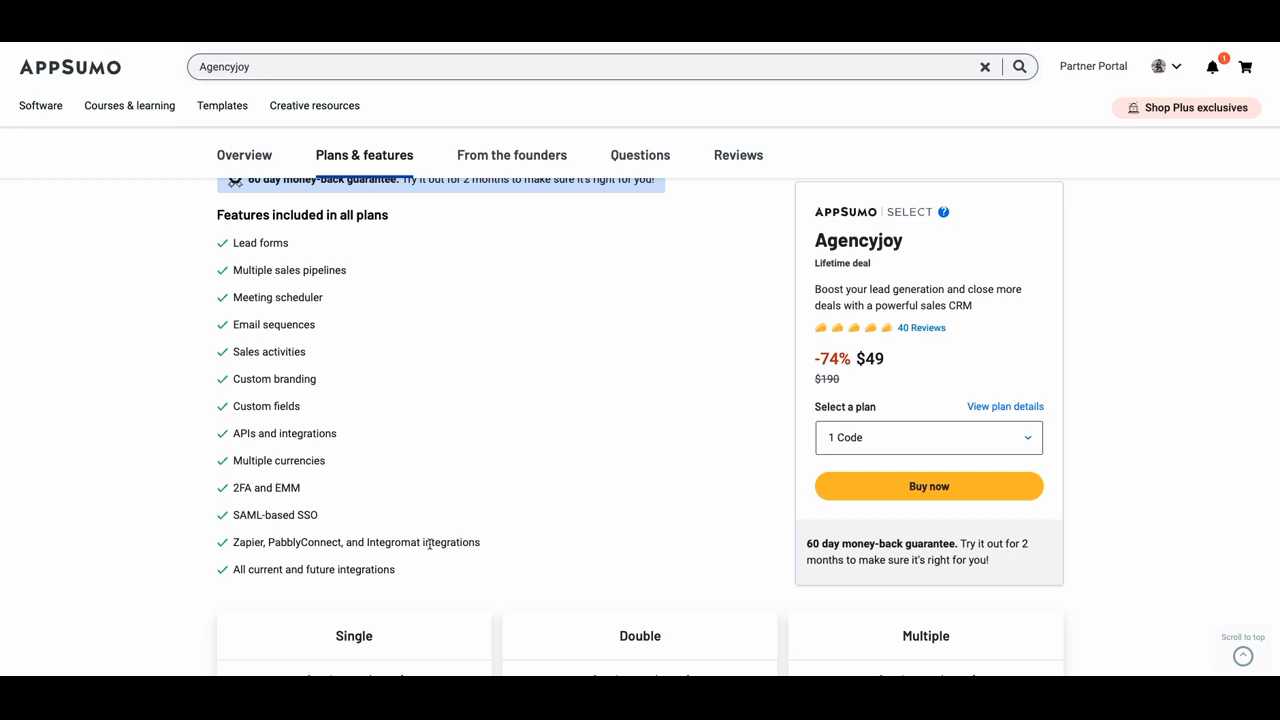 APPSUMO
Agencyjoy
Partner Portal
1
Software
Courses & learning
Templates
Creative resources
Shop Plus exclusives
Overview
Plans & features
From the founders
Questions
Reviews
60 day money-back guarantee. Try it out for 2 months to make sure it's right for you!
Features included in all plans
Lead forms
Multiple sales pipelines
Meeting scheduler
Email sequences
Sales activities
Custom branding
Custom fields
APIs and integrations
Multiple currencies
2FA and EMM
SAML-based SSO
Zapier, PabblyConnect, and Integromat integrations
All current and future integrations
APPSUMO | SELECT ?
Agencyjoy
Lifetime deal
Boost your lead generation and close more
deals with a powerful sales CRM
40 Reviews
-74% $49
$190
Select a plan
View plan details
1 Code
Buy now
60 day money-back guarantee. Try it out for 2
months to make sure it's right for you!
Single
Double
Multiple
Scroll to top